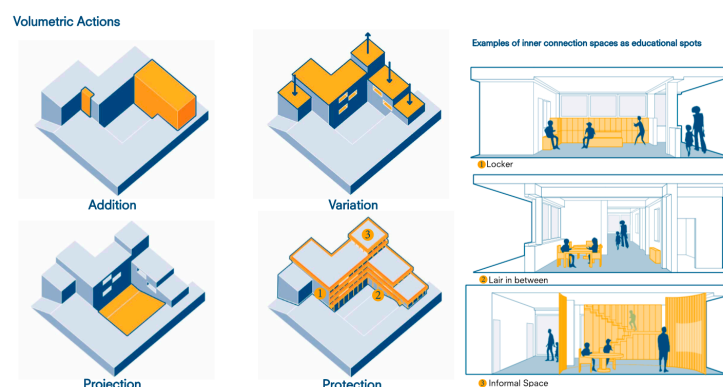 Volumetric Actions
Addition
Variation
Projection
3
1
2
Protection
Examples of inner connection spaces as educational spots
1 Locker
2 Lair in between
3 Informal Space